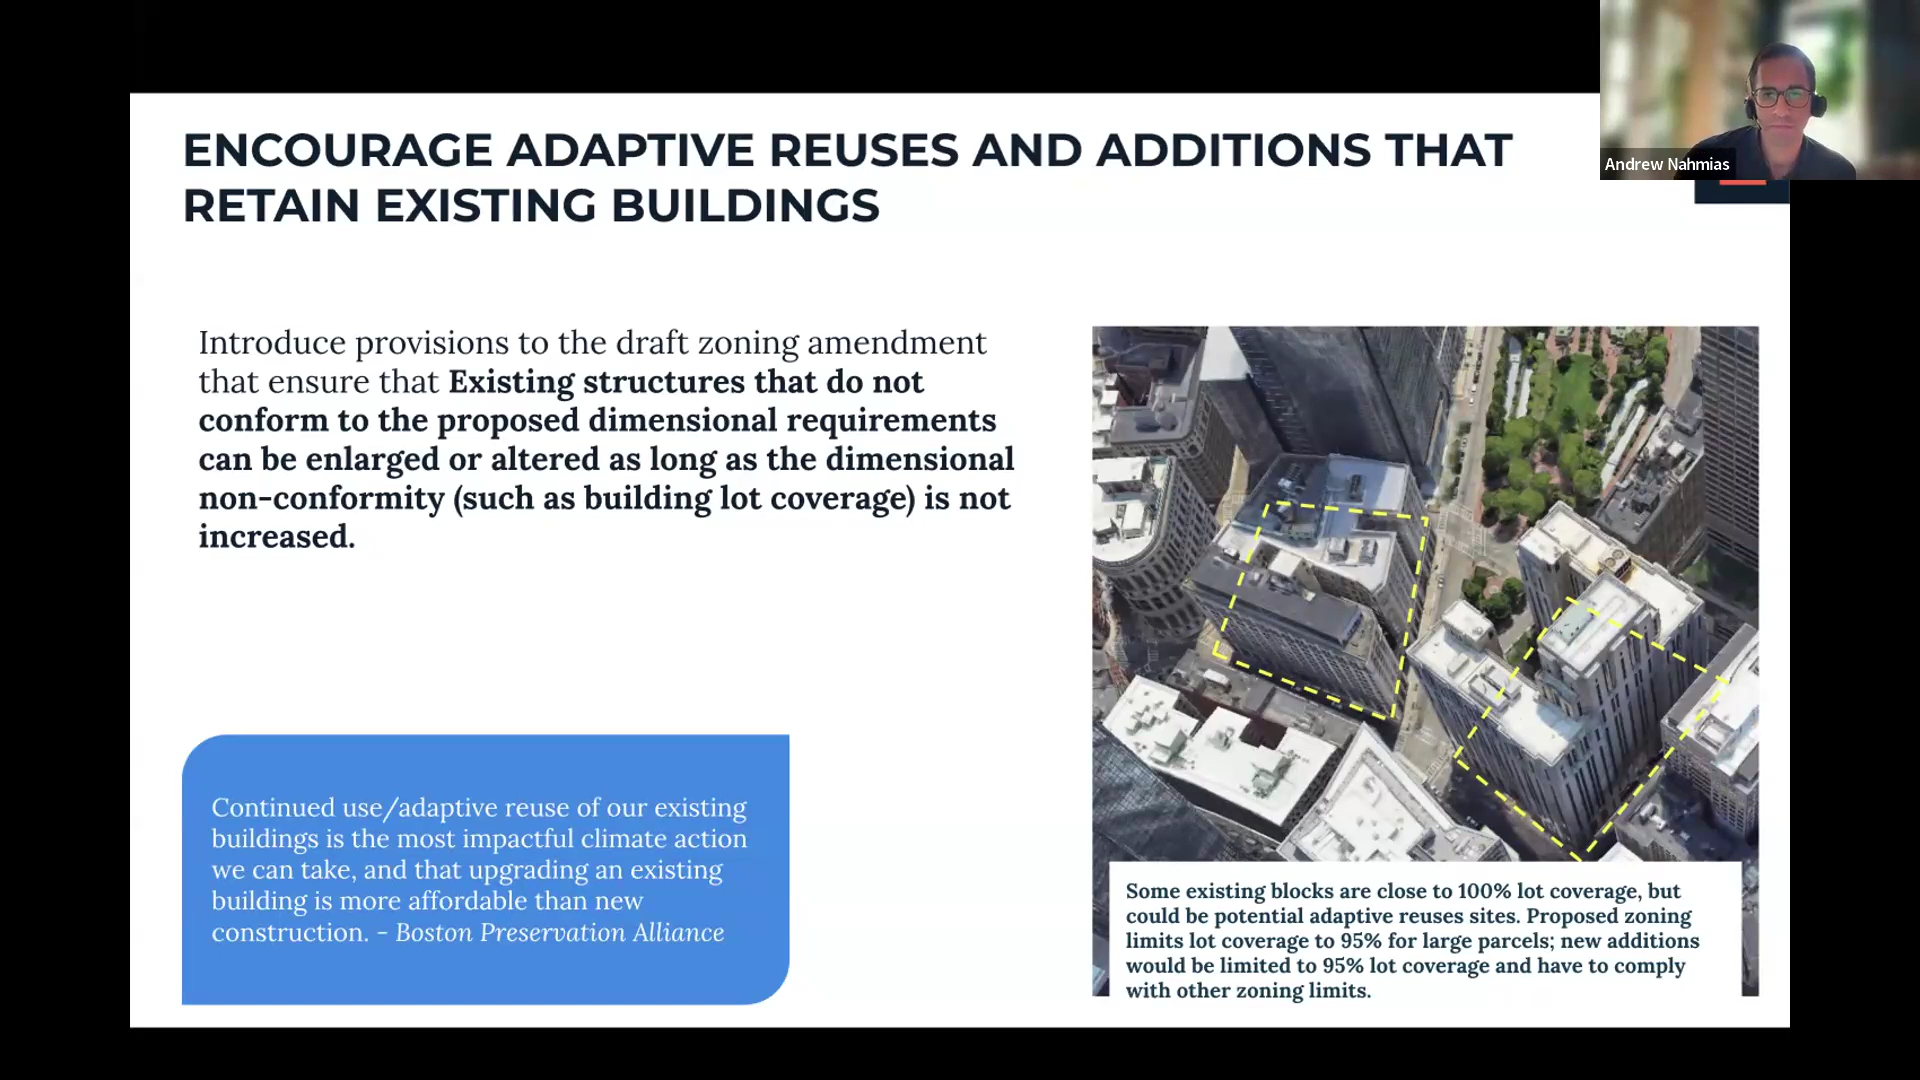 ENCOURAGE ADAPTIVE REUSES AND ADDITIONS THAT
RETAIN EXISTING BUILDINGS
Andrew Nahmias
Introduce provisions to the draft zoning amendment
that ensure that Existing structures that do not
conform to the proposed dimensional requirements
can be enlarged or altered as long as the dimensional
non-conformity (such as building lot coverage) is not
increased.
Continued use/adaptive reuse of our existing
buildings is the most impactful climate action
we can take, and that upgrading an existing
building is more affordable than new
construction. - Boston Preservation Alliance
Some existing blocks are close to 100% lot coverage, but
could be potential adaptive reuses sites. Proposed zoning
limits lot coverage to 95% for large parcels; new additions
would be limited to 95% lot coverage and have to comply
with other zoning limits.